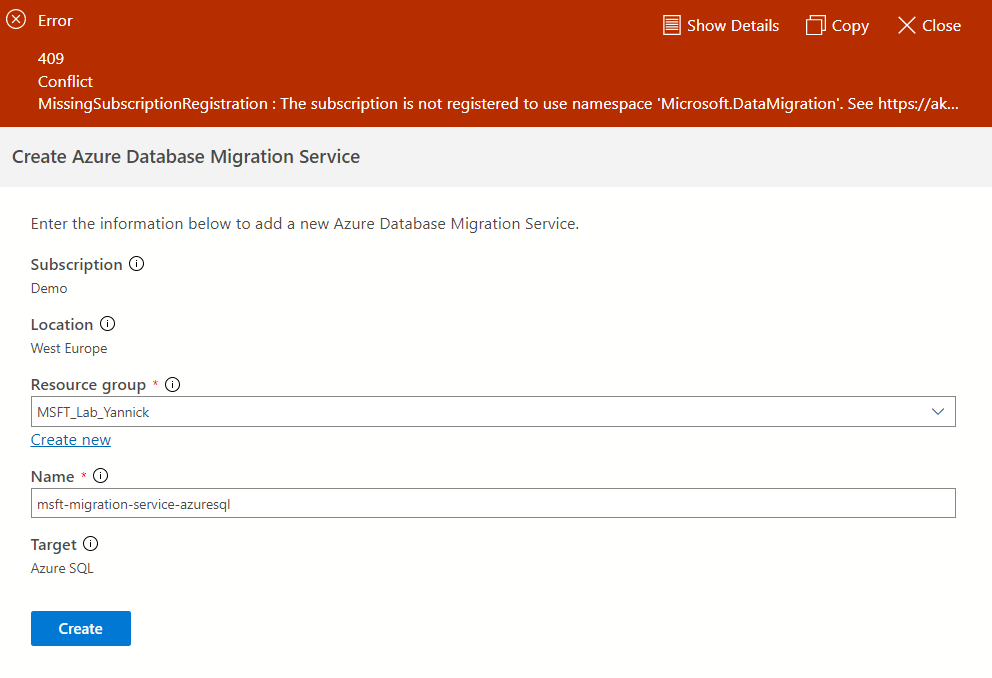 Error
Show Details
Copy
Close
409
Conflict
MissingSubscriptionRegistration : The subscription is not registered to use namespace 'Microsoft.DataMigration'. See https://ak...
Create Azure Database Migration Service
Enter the information below to add a new Azure Database Migration Service.
Subscription
Demo
Location
West Europe
Resource group *
MSFT_Lab_Yannick
Create new
Name *
msft-migration-service-azuresql
Target
Azure SQL
Create